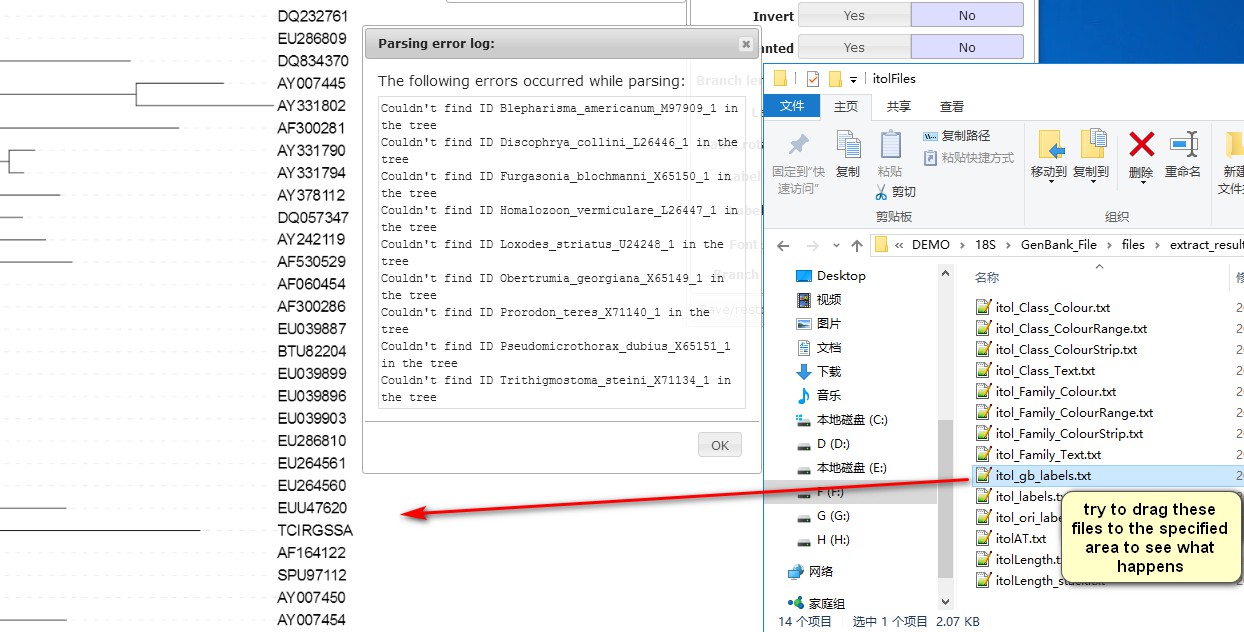 DQ232761
EU286809
DQ834370
AY007445
AY331802
AF300281
AY331790
AY331794
AY378112
DQ057347
AY242119
AF530529
AF060454
AF300286
EU039887
BTU82204
EU039899
EU039896
EU039903
EU286810
EU264561
EU264560
EUU47620
TCIRGSSA
AF164122
SPU97112
AY007450
AY007454
Parsing error log:
The following errors occurred while parsing:
Couldn't find ID Blepharisma_americanum_M97909_1 in
the tree
Couldn't find ID Discophrya_collini_L26446_1 in the
tree
Couldn't find ID Furgasonia_blochmanni_X65150_1 in
the tree
Couldn't find ID Homalozoon_vermiculare_L26447_1 in
the tree
Couldn't find ID Loxodes_striatus_U24248_1 in the
tree
Couldn't find ID Obertrumia_georgiana_X65149_1 in
the tree
Couldn't find ID Prorodon_teres_X71140_1 in the
tree
Couldn't find ID Pseudomicrothorax_dubius_X65151_1
in the tree
Couldn't find ID Trithigmostoma_steini_X71134_1 in
the tree
OK
Invert Yes No
nted Yes No
Branch
itolFiles
文件 主页 共享 查看
固定到"快
速访问"
复制
粘贴
复制路径
粘贴快捷方式
剪切
剪贴板
移动到 复制到 删除 重命名
组织
新建
文件
« DEMO › 18S › GenBank_File › files › extract_result
Desktop
视频
图片
文档
下载
音乐
本地磁盘 (C:)
D (D:)
本地磁盘 (E:)
F (F:)
G (G:)
H (H:)
网络
家庭组
名称
itol_Class_Colour.txt
itol_Class_ColourRange.txt
itol_Class_ColourStrip.txt
itol_Class_Text.txt
itol_Family_Colour.txt
itol_Family_ColourRange.txt
itol_Family_ColourStrip.txt
itol_Family_Text.txt
itol_gb_labels.txt
itol_labels.t
itol_ori_labe
itolAT.txt
itolLength.t
itolLength_stack.txt
try to drag these
files to the specified
area to see what
happens
14 个项目 选中 1 个项目 2.07 KB